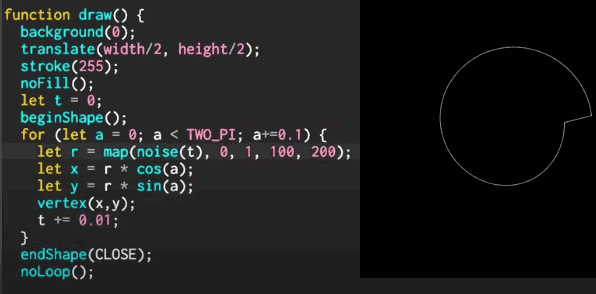 function draw() {
background(0);
translate(width/2, height/2);
stroke(255);
noFill();
let t = 0;
beginShape();
for (let a = 0; a < TWO_PI; a+=0.1) {
let r = map(noise(t), 0, 1, 100, 200);
let x = r * cos(a);
let y = r * sin(a);
vertex(x,y);
t += 0.01;
}
endShape(CLOSE);
noLoop();